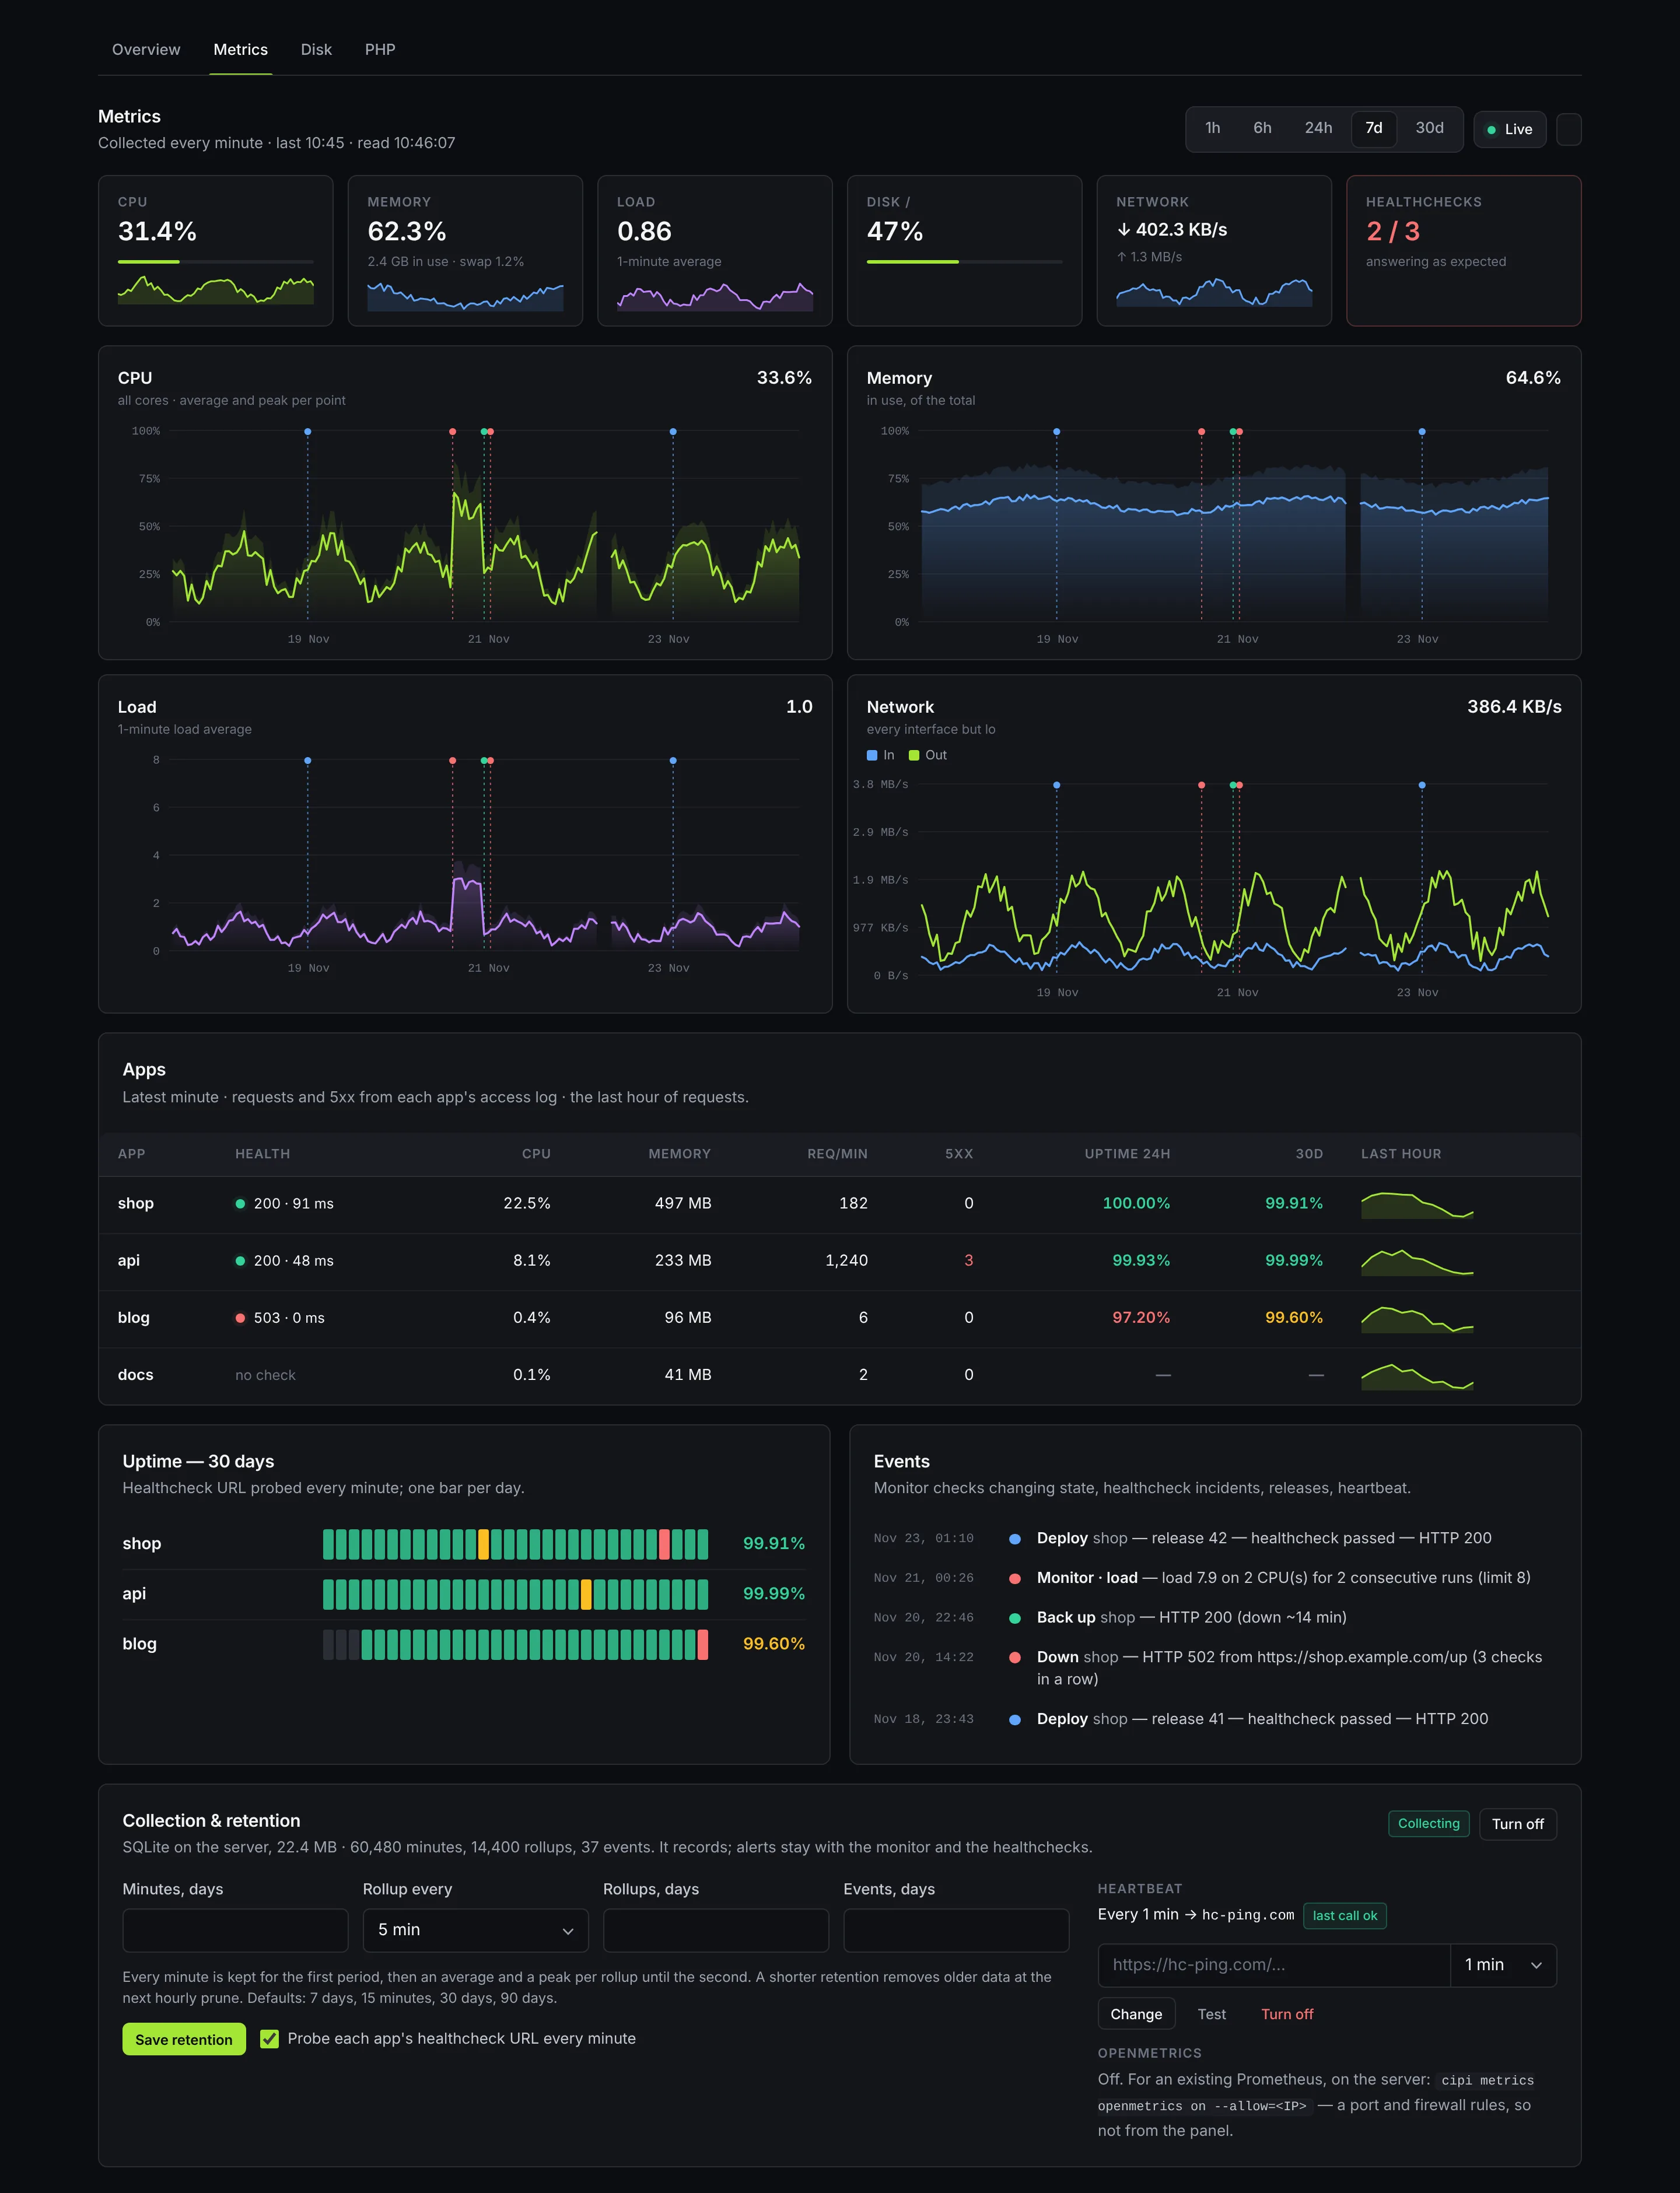 Overview Metrics Disk PHP
Metrics
Collected every minute · last 10:45 · read 10:46:07
1h 6h 24h 7d 30d Live
CPU
31.4%
MEMORY
62.3%
2.4 GB in use · swap 1.2%
LOAD
0.86
1-minute average
DISK /
47%
NETWORK
↓ 402.3 KB/s
↑ 1.3 MB/s
HEALTHCHECKS
2 / 3
answering as expected
CPU 33.6%
all cores · average and peak per point
100%
75%
50%
25%
0%
19 Nov 21 Nov 23 Nov
Memory 64.6%
in use, of the total
100%
75%
50%
25%
0%
19 Nov 21 Nov 23 Nov
Load 1.0
1-minute load average
8
6
4
2
0
19 Nov 21 Nov 23 Nov
Network 386.4 KB/s
every interface but lo
In Out
3.8 MB/s
2.9 MB/s
1.9 MB/s
977 KB/s
0 B/s
19 Nov 21 Nov 23 Nov
Apps
Latest minute · requests and 5xx from each app's access log · the last hour of requests.
APP HEALTH CPU MEMORY REQ/MIN 5XX UPTIME 24H 30D LAST HOUR
shop 200 · 91 ms 22.5% 497 MB 182 0 100.00% 99.91%
api 200 · 48 ms 8.1% 233 MB 1,240 3 99.93% 99.99%
blog 503 · 0 ms 0.4% 96 MB 6 0 97.20% 99.60%
docs no check 0.1% 41 MB 2 0 — —
Uptime — 30 days
Healthcheck URL probed every minute; one bar per day.
shop 99.91%
api 99.99%
blog 99.60%
Events
Monitor checks changing state, healthcheck incidents, releases, heartbeat.
Nov 23, 01:10 Deploy shop — release 42 — healthcheck passed — HTTP 200
Nov 21, 00:26 Monitor · load — load 7.9 on 2 CPU(s) for 2 consecutive runs (limit 8)
Nov 20, 22:46 Back up shop — HTTP 200 (down ~14 min)
Nov 20, 14:22 Down shop — HTTP 502 from https://shop.example.com/up (3 checks
in a row)
Nov 18, 23:43 Deploy shop — release 41 — healthcheck passed — HTTP 200
Collection & retention
SQLite on the server, 22.4 MB · 60,480 minutes, 14,400 rollups, 37 events. It records; alerts stay with the monitor and the healthchecks.
Collecting Turn off
Minutes, days Rollup every Rollups, days Events, days
5 min
Every minute is kept for the first period, then an average and a peak per rollup until the second. A shorter retention removes older data at the
next hourly prune. Defaults: 7 days, 15 minutes, 30 days, 90 days.
Save retention Probe each app's healthcheck URL every minute
HEARTBEAT
Every 1 min → hc-ping.com last call ok
https://hc-ping.com/... 1 min
Change Test Turn off
OPENMETRICS
Off. For an existing Prometheus, on the server: cipi metrics
openmetrics on --allow=<IP> — a port and firewall rules, so
not from the panel.